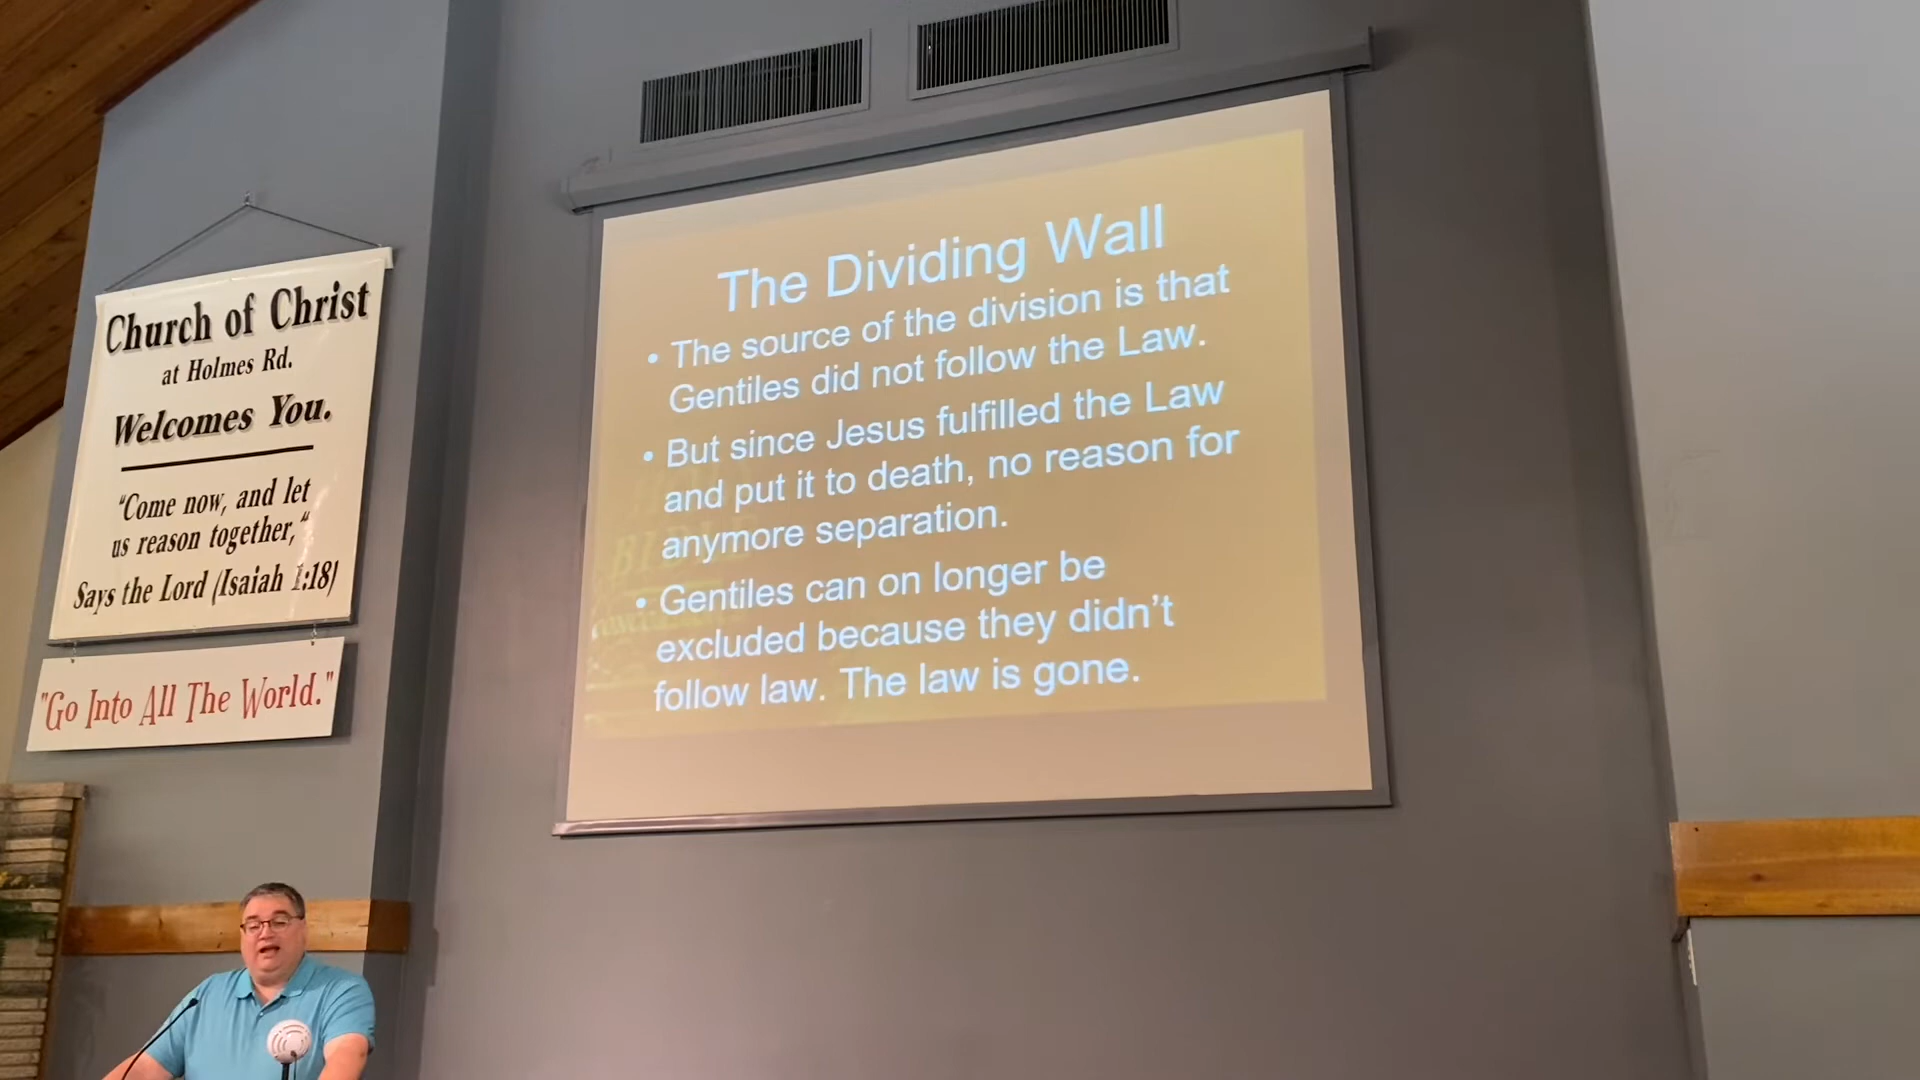 Church of Christ
at Holmes Rd.
Welcomes You.
"Come now, and let
us reason together,"
Says the Lord (Isaiah 1:18)
"Go Into All The World."
The Dividing Wall
• The source of the division is that
Gentiles did not follow the Law.
• But since Jesus fulfilled the Law
and put it to death, no reason for
anymore separation.
• Gentiles can on longer be
excluded because they didn't
follow law. The law is gone.
BIBLE